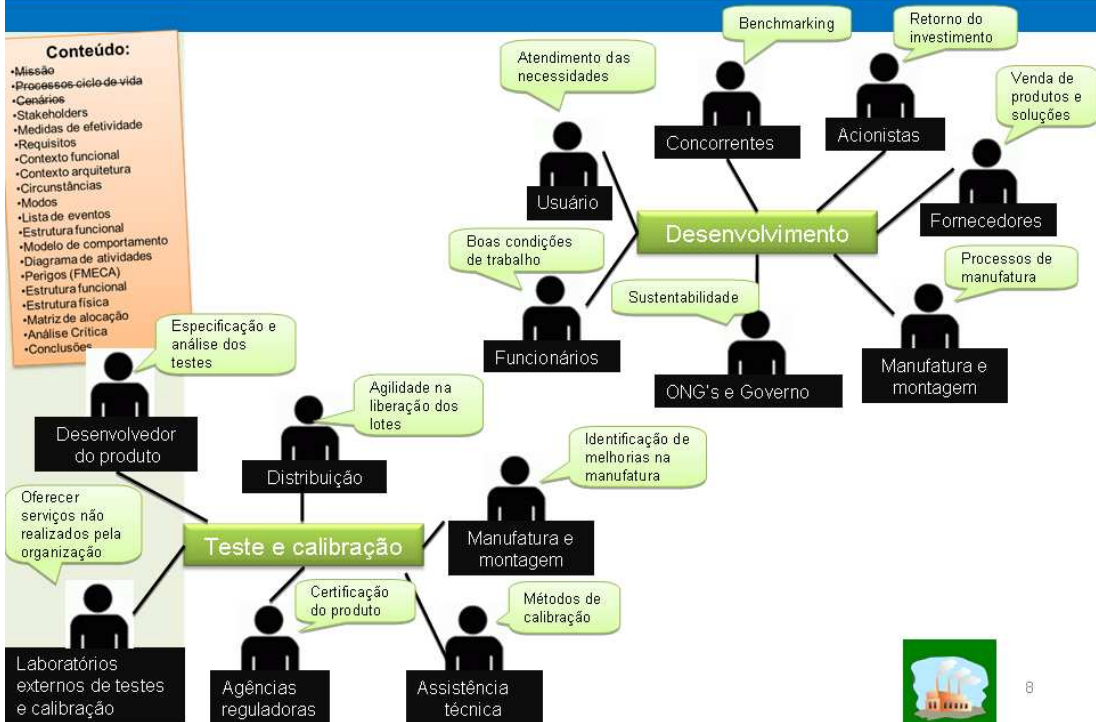 Conteúdo:
•Missão
•Processos ciclo de vida
•Cenários
•Stakeholders
•Medidas de efetividade
•Requisitos
•Contexto funcional
•Contexto arquitetura
•Circunstâncias
•Modos
•Lista de eventos
•Estrutura funcional
•Modelo de comportamento
•Diagrama de atividades
•Perigos (FMECA)
•Estrutura funcional
•Estrutura física
•Matriz de alocação
•Análise Crítica
•Conclusões
Atendimento das
necessidades
Usuário
Benchmarking
Concorrentes
Retorno do
investimento
Acionistas
Venda de
produtos e
soluções
Fornecedores
Desenvolvimento
Boas condições
de trabalho
Funcionários
Sustentabilidade
ONG's e Governo
Processos de
manufatura
Manufatura e
montagem
Especificação e
análise dos
testes
Desenvolvedor
do produto
Agilidade na
liberação dos
lotes
Distribuição
Identificação de
melhorias na
manufatura
Manufatura e
montagem
Teste e calibração
Oferecer
serviços não
realizados pela
organização
Laboratórios
externos de testes
e calibração
Certificação
do produto
Agências
reguladoras
Métodos de
calibração
Assistência
técnica
8